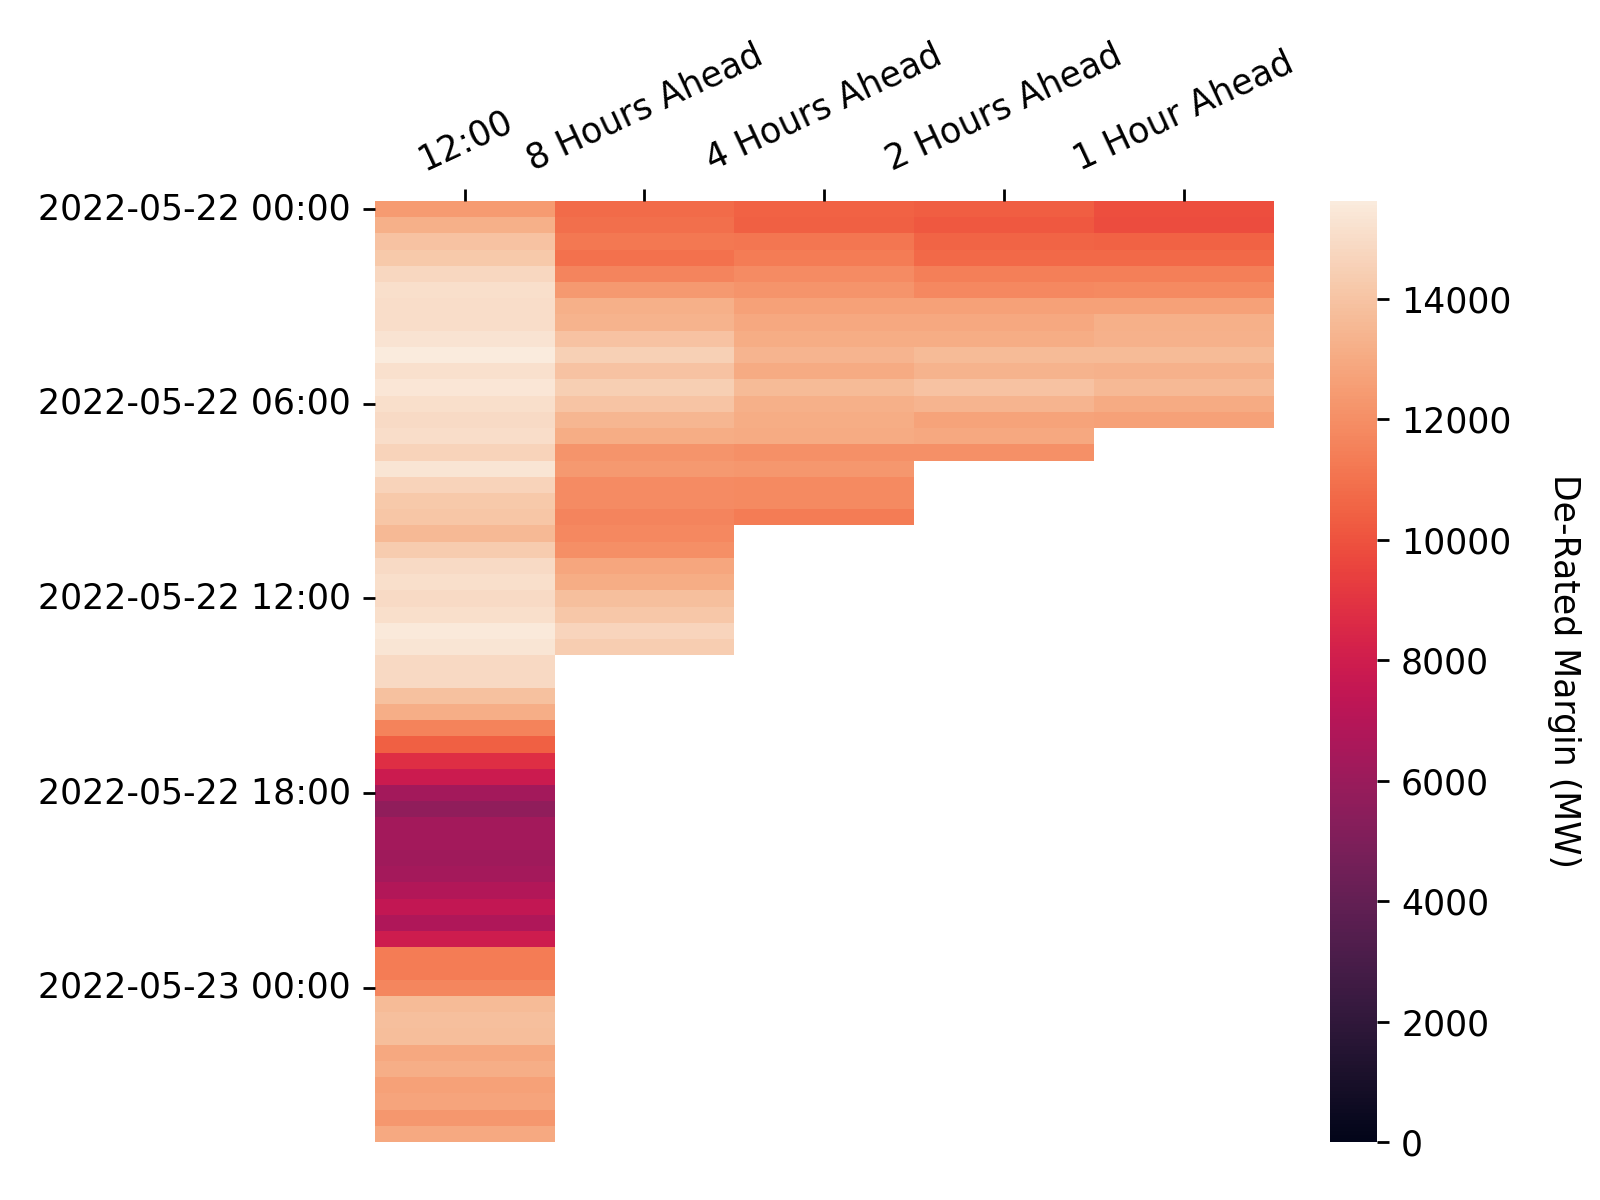 12:00
8 Hours Ahead
4 Hours Ahead
2 Hours Ahead
1 Hour Ahead
2022-05-22 00:00
2022-05-22 06:00
2022-05-22 12:00
2022-05-22 18:00
2022-05-23 00:00
14000
12000
10000
8000
6000
4000
2000
0
De-Rated Margin (MW)